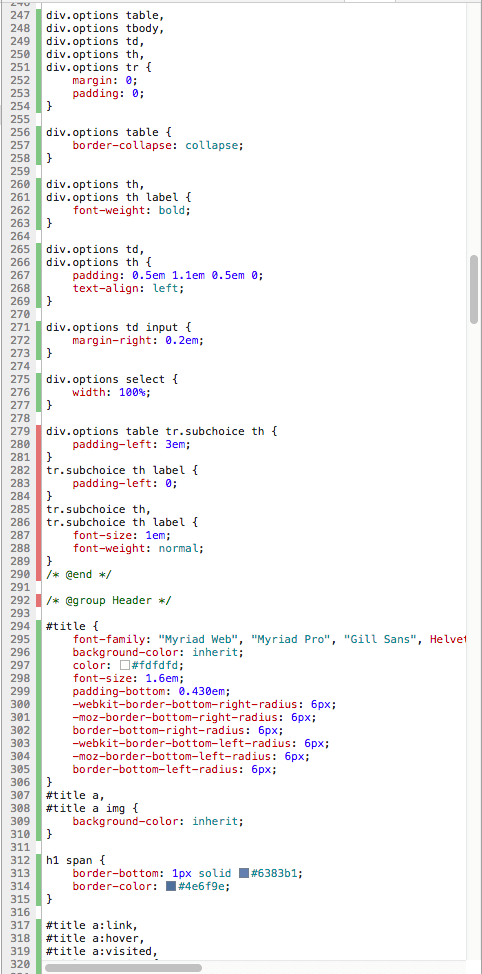 247 div.options table,
248 div.options tbody,
249 div.options td,
250 div.options th,
251 div.options tr {
252 margin: 0;
253 padding: 0;
254 }
255
256 div.options table {
257 border-collapse: collapse;
258 }
259
260 div.options th,
261 div.options th label {
262 font-weight: bold;
263 }
264
265 div.options td,
266 div.options th {
267 padding: 0.5em 1.1em 0.5em 0;
268 text-align: left;
269 }
270
271 div.options td input {
272 margin-right: 0.2em;
273 }
274
275 div.options select {
276 width: 100%;
277 }
278
279 div.options table tr.subchoice th {
280 padding-left: 3em;
281 }
282 tr.subchoice th label {
283 padding-left: 0;
284 }
285 tr.subchoice th,
286 tr.subchoice th label {
287 font-size: 1em;
288 font-weight: normal;
289 }
290 /* @end */
291
292 /* @group Header */
293
294 #title {
295 font-family: "Myriad Web", "Myriad Pro", "Gill Sans", Helvet
296 background-color: inherit;
297 color: #fdfdfd;
298 font-size: 1.6em;
299 padding-bottom: 0.430em;
300 -webkit-border-bottom-right-radius: 6px;
301 -moz-border-bottom-right-radius: 6px;
302 border-bottom-right-radius: 6px;
303 -webkit-border-bottom-left-radius: 6px;
304 -moz-border-bottom-left-radius: 6px;
305 border-bottom-left-radius: 6px;
306 }
307 #title a,
308 #title a img {
309 background-color: inherit;
310 }
311
312 h1 span {
313 border-bottom: 1px solid #6383b1;
314 border-color: #4e6f9e;
315 }
316
317 #title a:link,
318 #title a:hover,
319 #title a:visited,
320